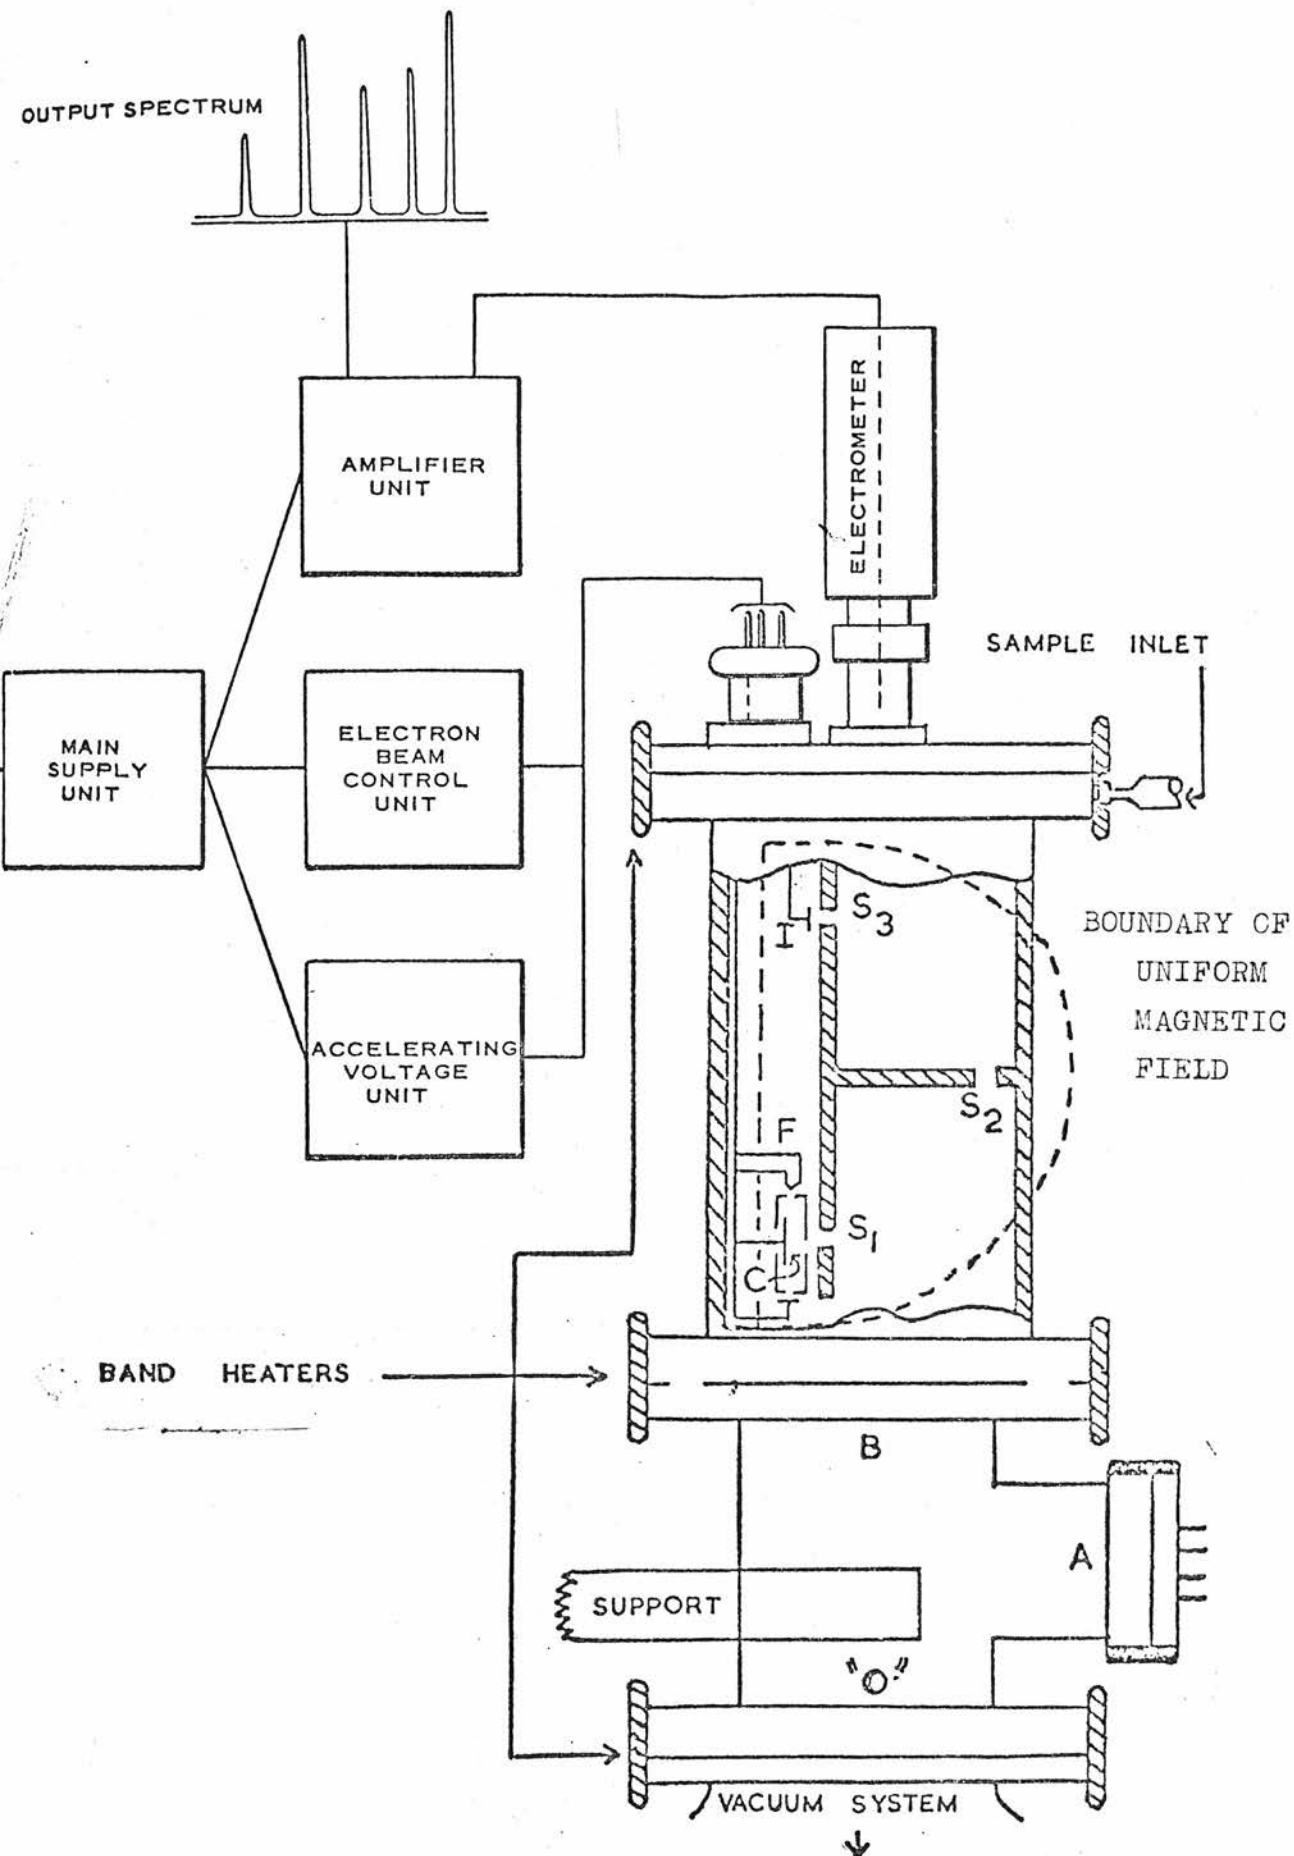 OUTPUT SPECTRUM
AMPLIFIER
UNIT
ELECTROMETER
SAMPLE INLET
MAIN
SUPPLY
UNIT
ELECTRON
BEAM
CONTROL
UNIT
S3
I
BOUNDARY CF
UNIFORM
MAGNETIC
FIELD
ACCELERATING
VOLTAGE
UNIT
S2
F
S1
C
T
BAND HEATERS
B
A
SUPPORT
"O"
VACUUM SYSTEM